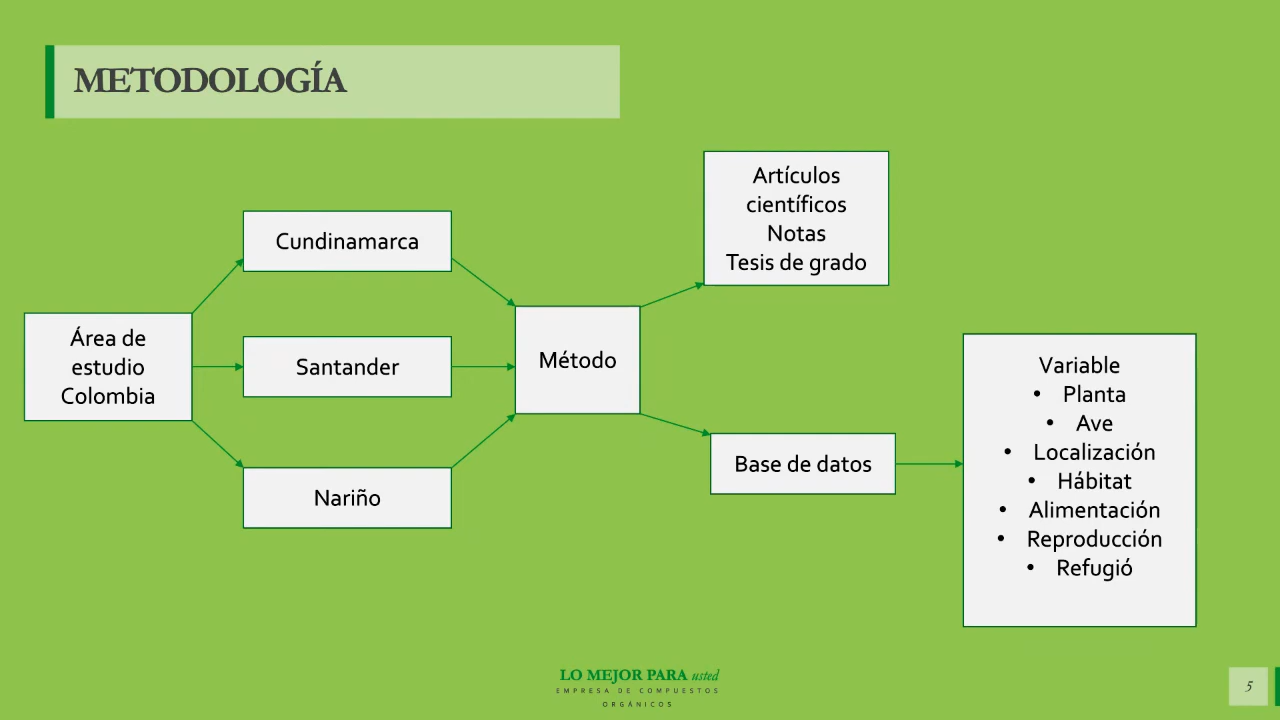 METODOLOGÍA
Artículos
científicos
Notas
Tesis de grado
Cundinamarca
Área de
estudio
Colombia
Santander
Nariño
Método
Base de datos
Variable
• Planta
• Ave
• Localización
• Hábitat
• Alimentación
• Reproducción
• Refugió
LO MEJOR PARA usted
EMPRESA DE COMPUESTOS
ORGÁNICOS
5